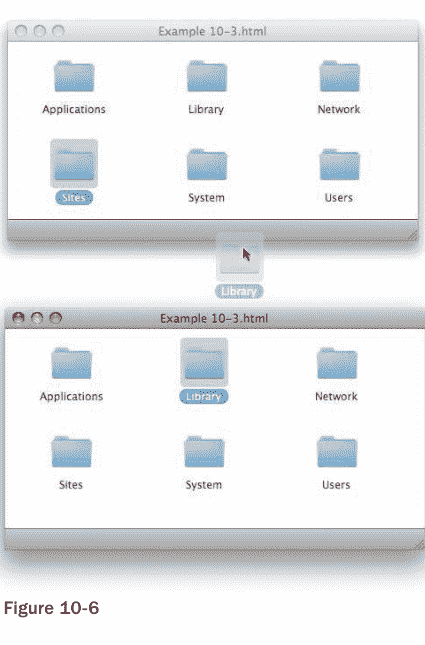 Example 10-3.html
Applications Library Network
Sites System Users
Library
Example 10-3.html
Applications Library Network
Sites System Users
Figure 10-6